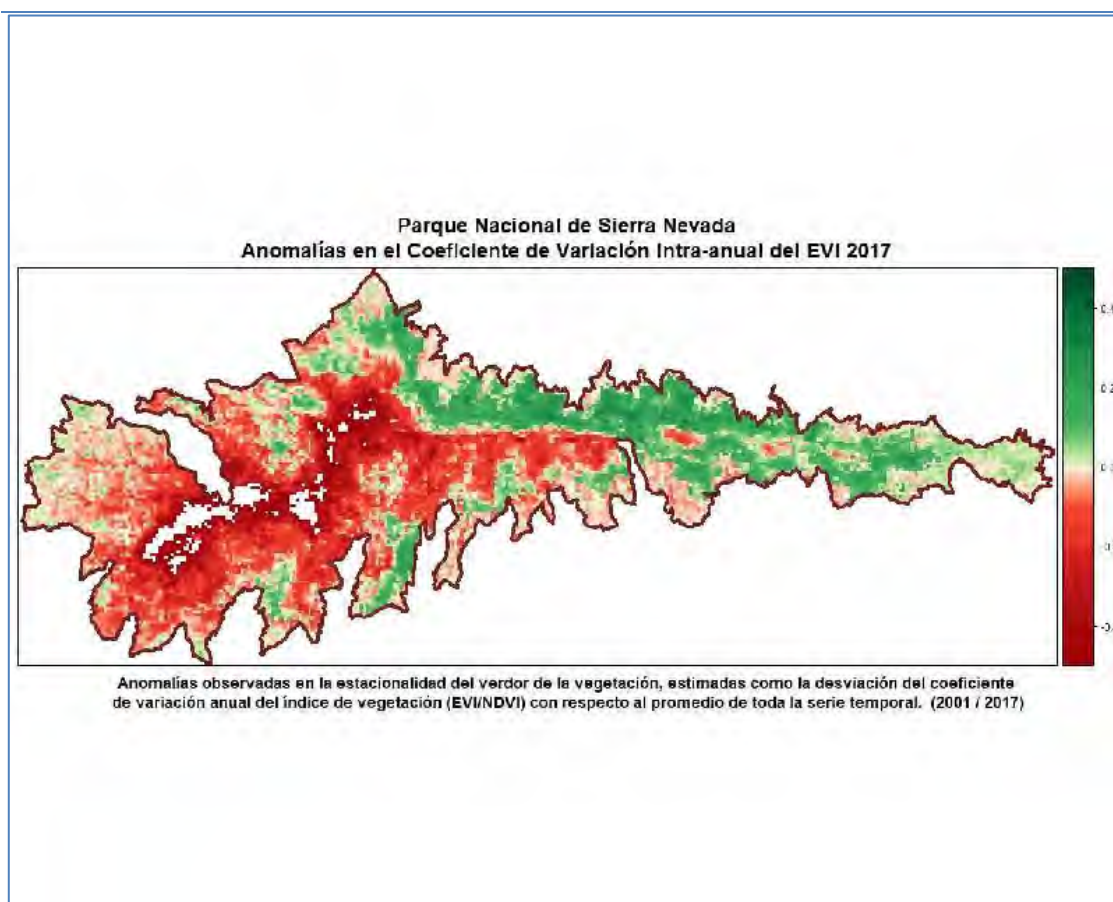 Parque Nacional de Sierra Nevada
Anomalías en el Coeficiente de Variación Intra-anual del EVI 2017
Anomalías observadas en la estacionalidad del verdor de la vegetación, estimadas como la desviación del coeficiente
de variación anual del índice de vegetación (EVI/NDVI) con respecto al promedio de toda la serie temporal. (2001 / 2017)